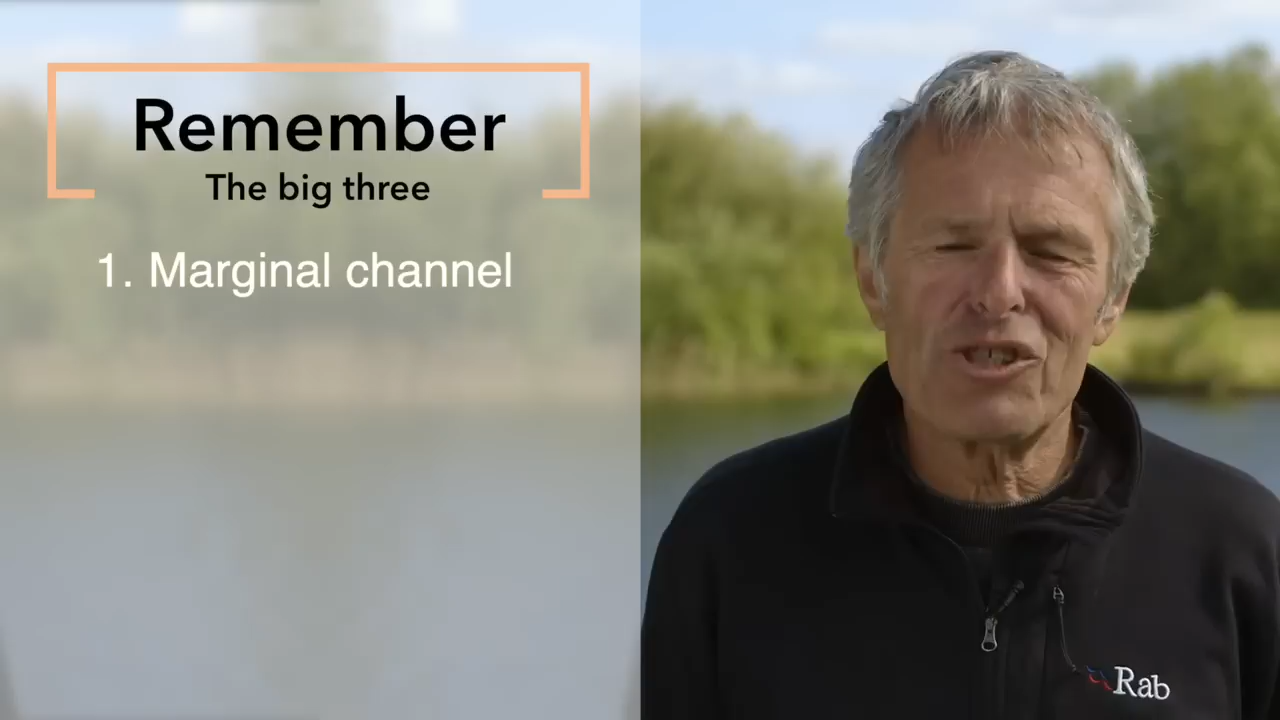 Remember
The big three
1. Marginal channel
Rab